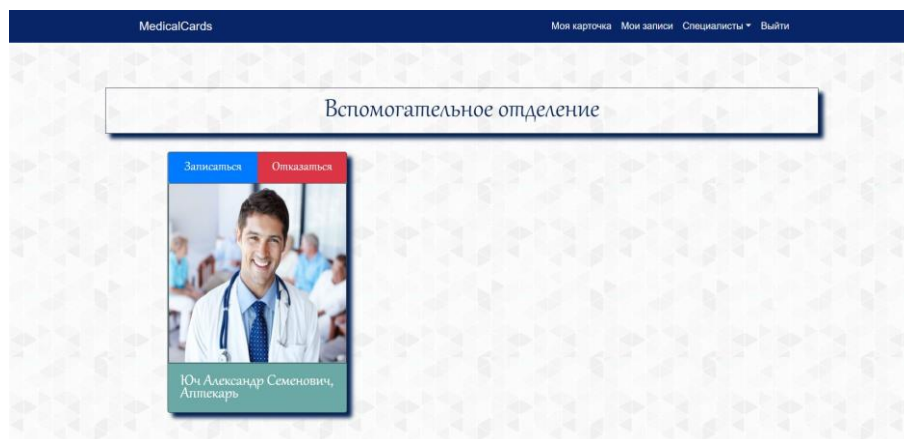 MedicalCards
Моя карточка Мои записи Специалисты Выйти
Вспомогательное отделение
Записаться Отказаться
Юч Александр Семенович,
Аптекарь